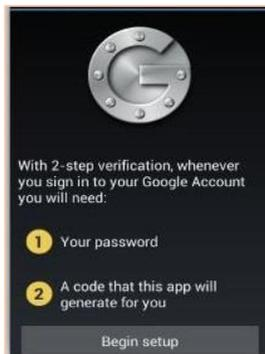 With 2-step verification, whenever
you sign in to your Google Account
you will need:
1 Your password
2 A code that this app will
generate for you
Begin setup